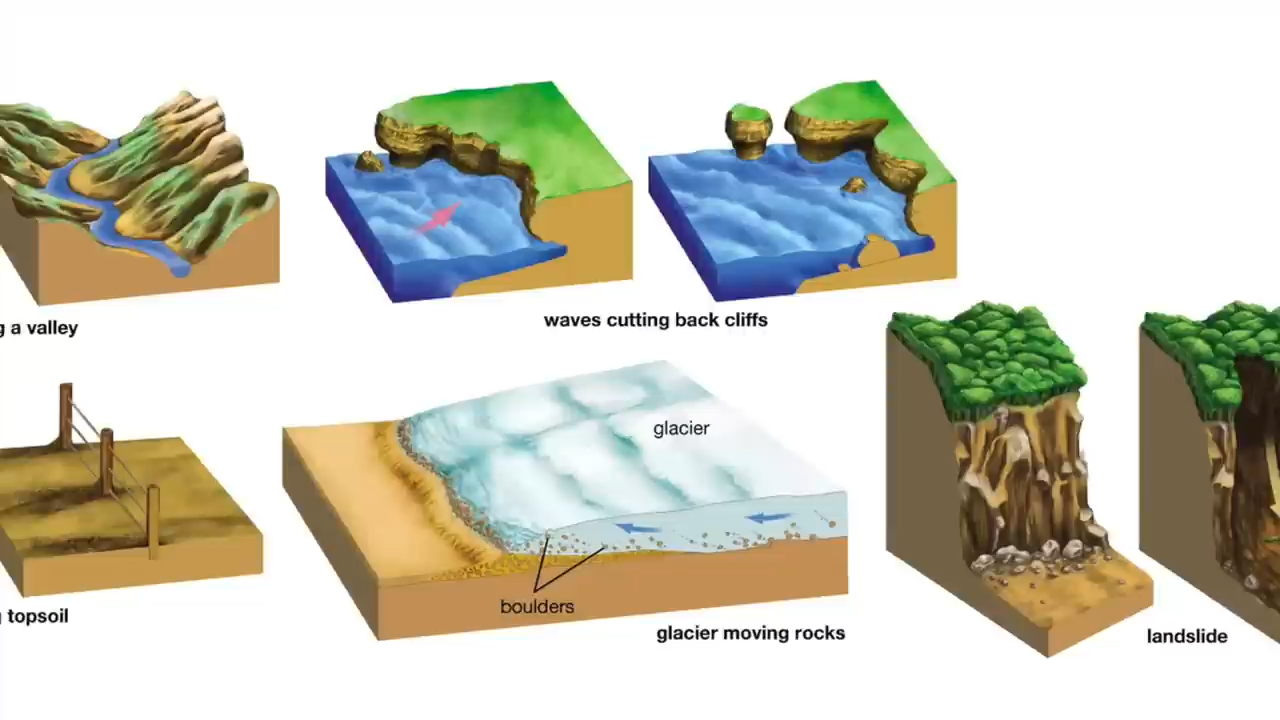 g a valley
waves cutting back cliffs
glacier
boulders
topsoil
glacier moving rocks
landslide